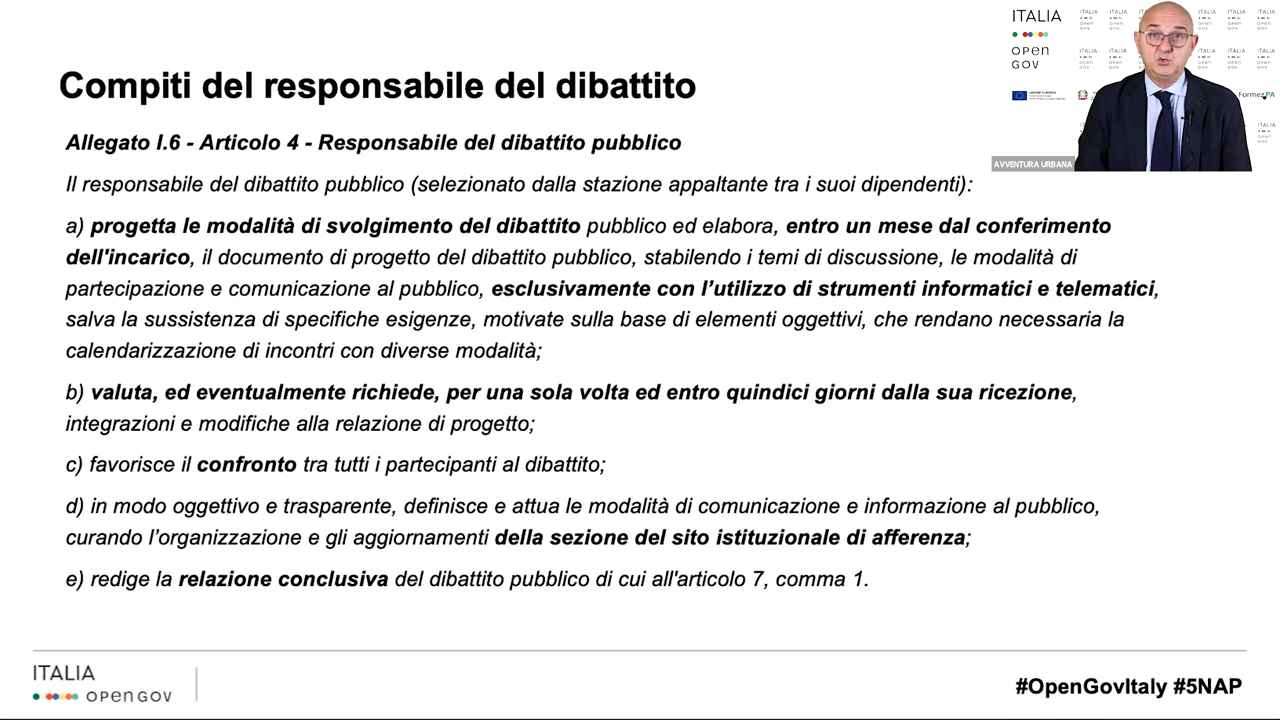 Compiti del responsabile del dibattito
Allegato I.6 - Articolo 4 - Responsabile del dibattito pubblico
Il responsabile del dibattito pubblico (selezionato dalla stazione appaltante tra i suoi dipendenti):
a) progetta le modalità di svolgimento del dibattito pubblico ed elabora, entro un mese dal conferimento
dell'incarico, il documento di progetto del dibattito pubblico, stabilendo i temi di discussione, le modalità di
partecipazione e comunicazione al pubblico, esclusivamente con l’utilizzo di strumenti informatici e telematici,
salva la sussistenza di specifiche esigenze, motivate sulla base di elementi oggettivi, che rendano necessaria la
calendarizzazione di incontri con diverse modalità;
b) valuta, ed eventualmente richiede, per una sola volta ed entro quindici giorni dalla sua ricezione,
integrazioni e modifiche alla relazione di progetto;
c) favorisce il confronto tra tutti i partecipanti al dibattito;
d) in modo oggettivo e trasparente, definisce e attua le modalità di comunicazione e informazione al pubblico,
curando l’organizzazione e gli aggiornamenti della sezione del sito istituzionale di afferenza;
e) redige la relazione conclusiva del dibattito pubblico di cui all'articolo 7, comma 1.
ITALIA
open
GOV
UNIONE EUROPEA
FormezPA
AVVENTURA URBANA
ITALIA
open GOV
#OpenGovItaly #5NAP